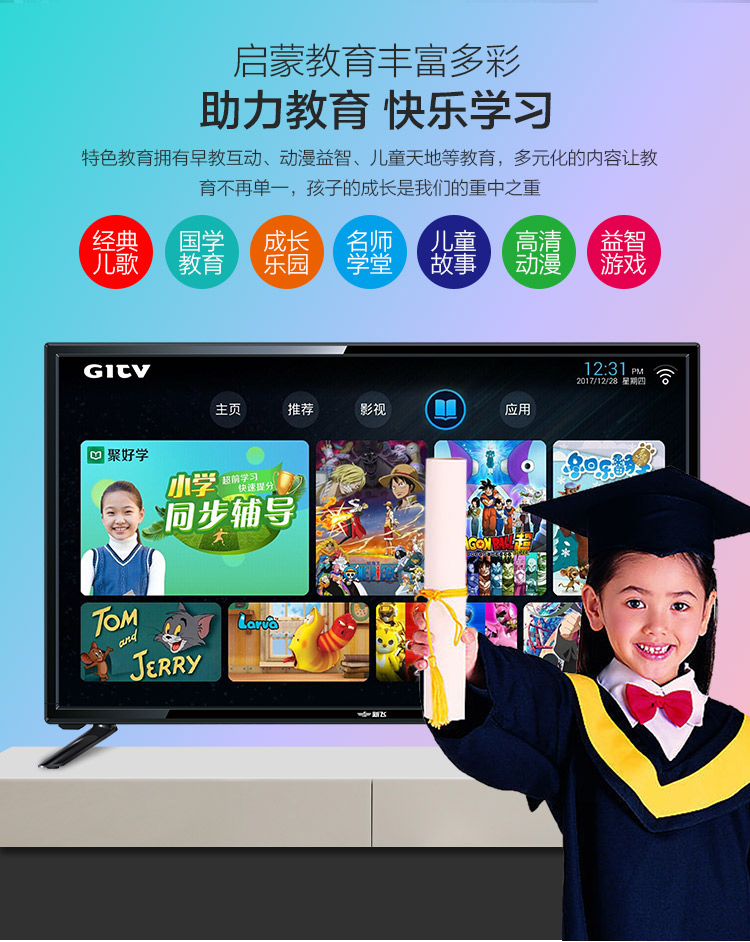 启蒙教育丰富多彩
助力教育 快乐学习
特色教育拥有早教互动、动漫益智、儿童天地等教育，多元化的内容让教
育不再单一，孩子的成长是我们的重中之重
经典
儿歌
国学
教育
成长
乐园
名师
学堂
儿童
故事
高清
动漫
益智
游戏
GITV
12:31 PM
2017/12/28 星期四
主页
推荐
影视
应用
聚好学
小学
超前学习
快速提分
同步辅导
TOM
and
JERRY
Larva
新飞